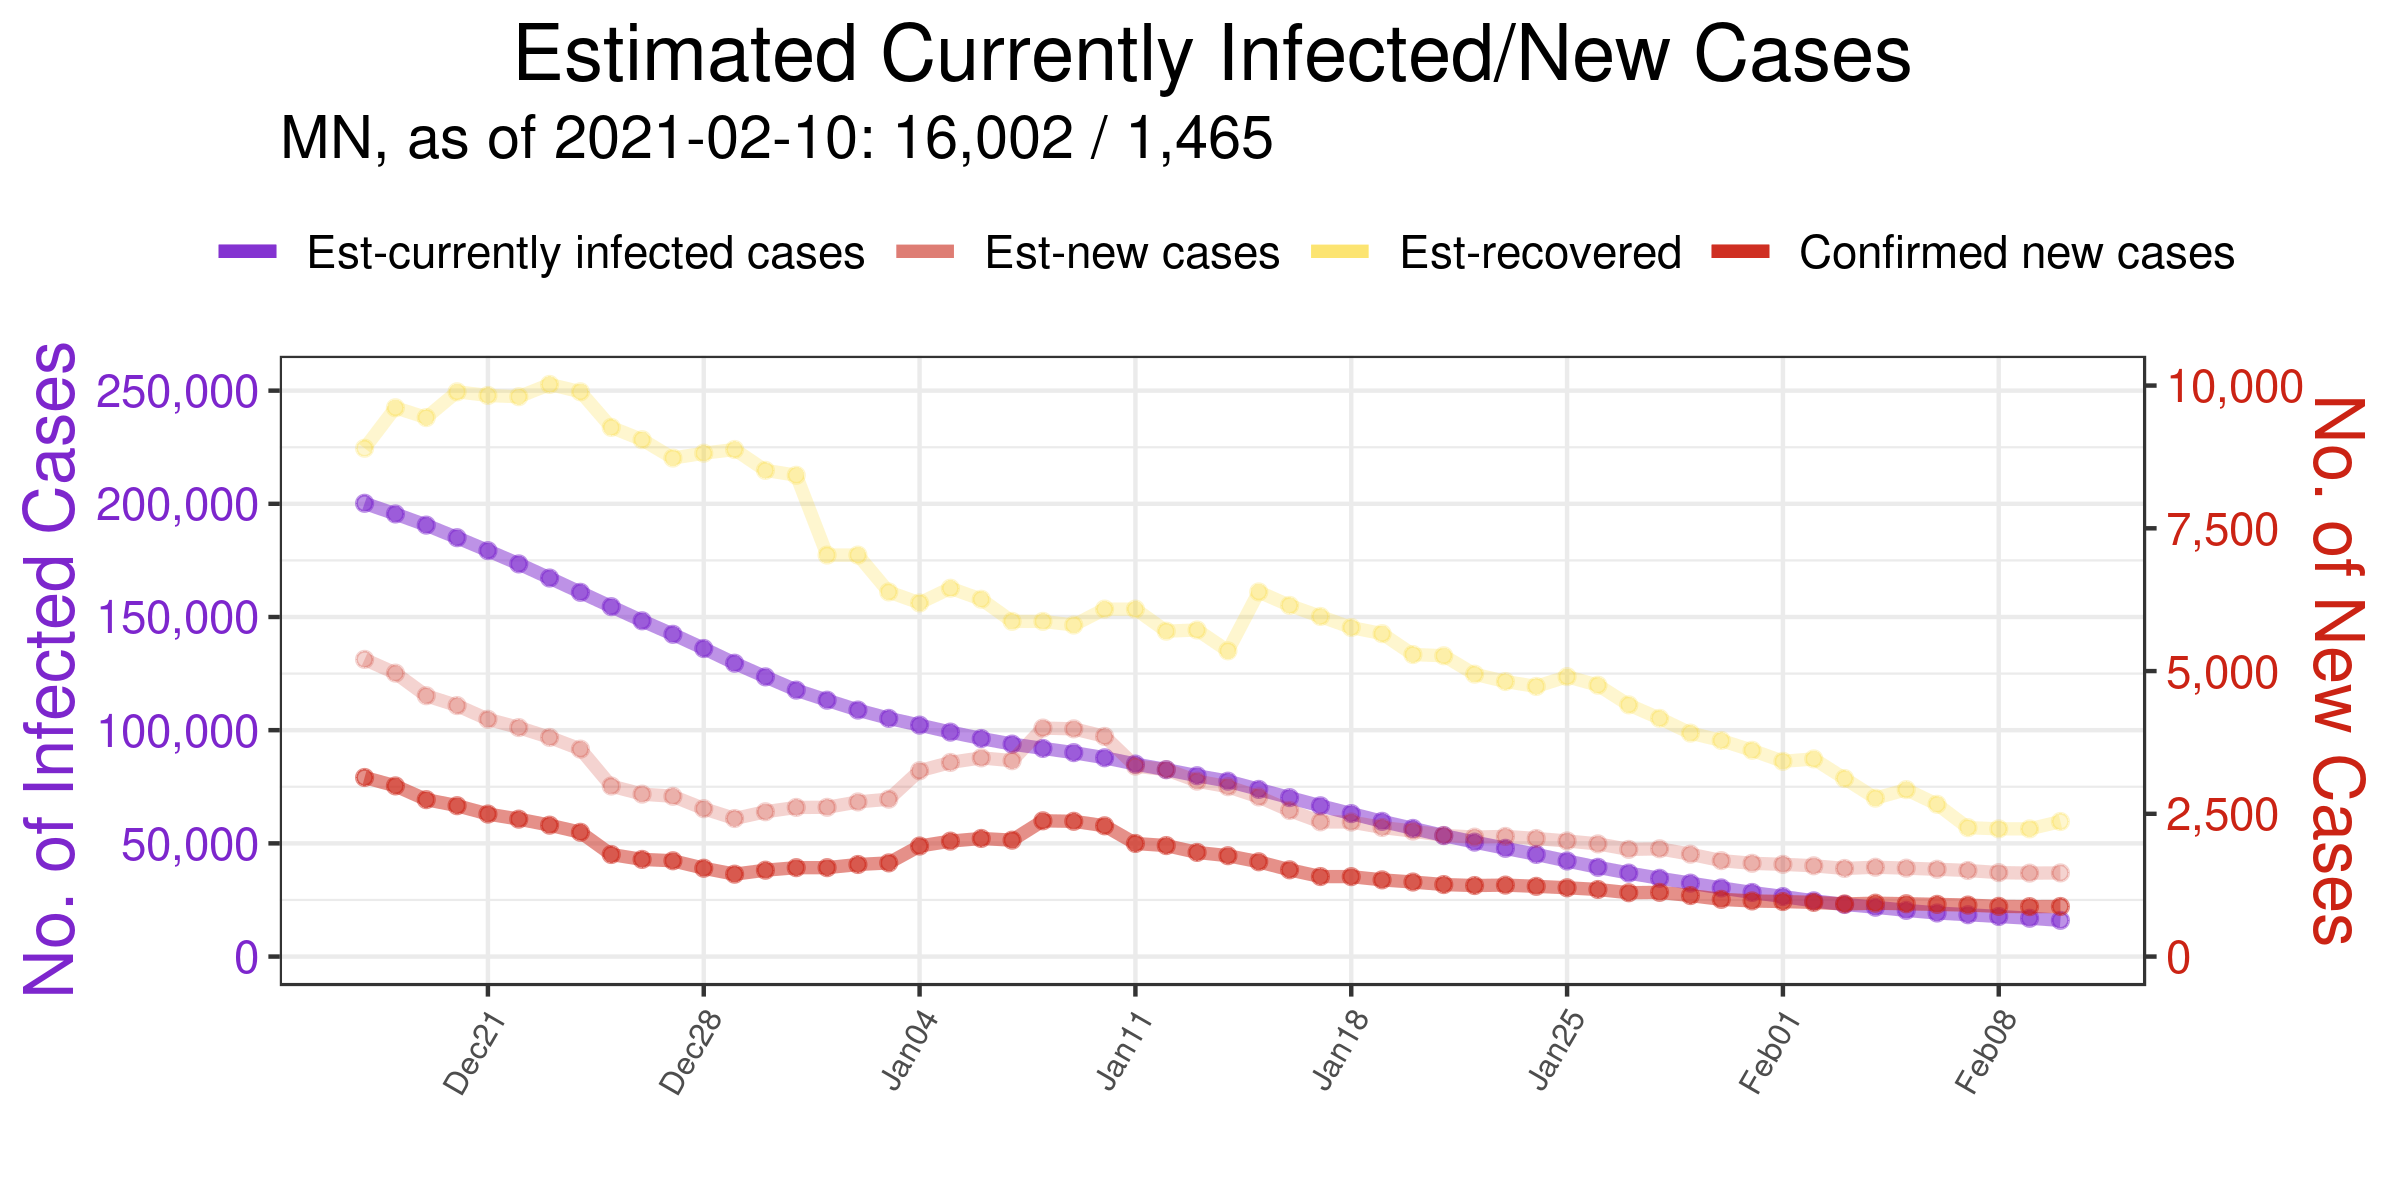 Estimated Currently Infected/New Cases
MN, as of 2021-02-10: 16,002 / 1,465
Est-currently infected cases Est-new cases Est-recovered Confirmed new cases
No. of Infected Cases
250,000
200,000
150,000
100,000
50,000
0
10,000
7,500
5,000
2,500
0
No. of New Cases
Dec21 Dec28 Jan04 Jan11 Jan18 Jan25 Feb01 Feb08